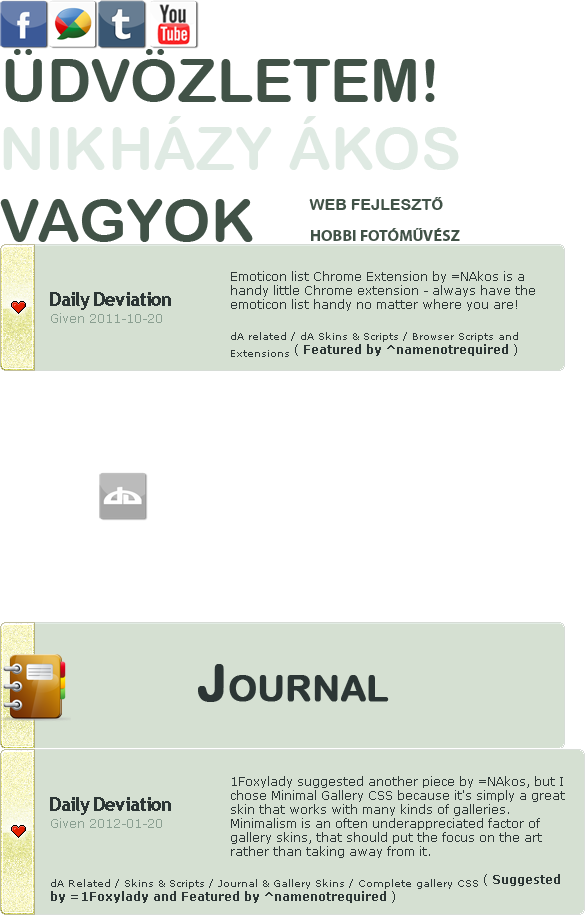 f
t
You
Tube
ÜDVÖZLETEM!
NIKHÁZY ÁKOS
VAGYOK
WEB FEJLESZTŐ
HOBBI FOTÓMŰVÉSZ
Daily Deviation
Given 2011-10-20
Emoticon list Chrome Extension by =NAkos is a
handy little Chrome extension - always have the
emoticon list handy no matter where you are!
dA related / dA Skins & Scripts / Browser Scripts and
Extensions ( Featured by ^namenotrequired )
da
JOURNAL
Daily Deviation
Given 2012-01-20
1Foxylady suggested another piece by =NAkos, but I
chose Minimal Gallery CSS because it's simply a great
skin that works with many kinds of galleries.
Minimalism is an often underappreciated factor of
gallery skins, that should put the focus on the art
rather than taking away from it.
dA Related / Skins & Scripts / Journal & Gallery Skins / Complete gallery CSS ( Suggested
by =1Foxylady and Featured by ^namenotrequired )